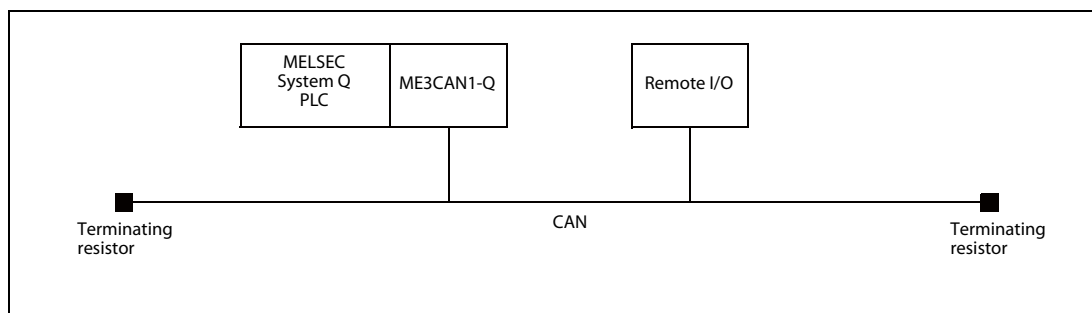 MELSEC
System Q
PLC
ME3CAN1-Q
Remote I/O
CAN
Terminating
resistor
Terminating
resistor